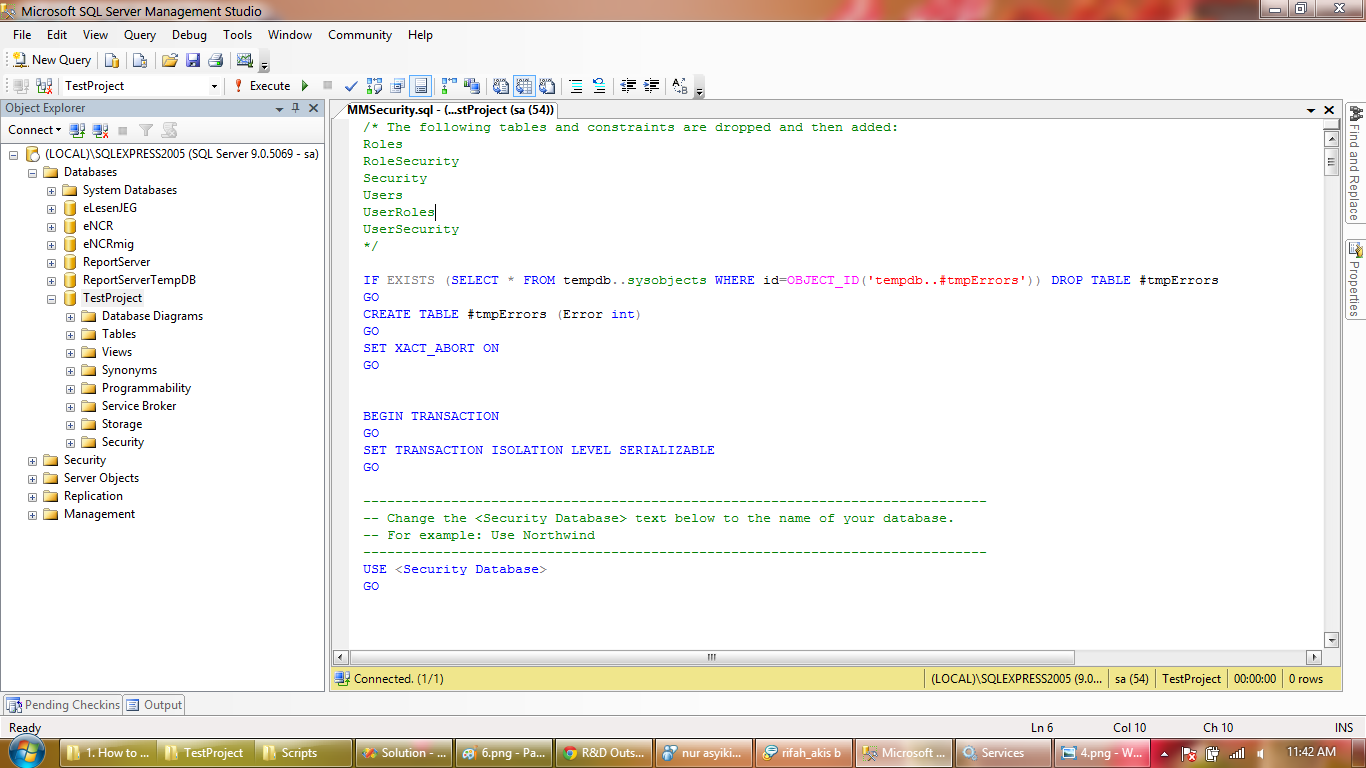 Microsoft SQL Server Management Studio
File Edit View Query Debug Tools Window Community Help
New Query
TestProject
Execute
Object Explorer
Connect
(LOCAL)\SQLEXPRESS2005 (SQL Server 9.0.5069 - sa)
Databases
System Databases
eLesenJEG
eNCR
eNCRmig
ReportServer
ReportServerTempDB
TestProject
Database Diagrams
Tables
Views
Synonyms
Programmability
Service Broker
Storage
Security
Security
Server Objects
Replication
Management
MMSecurity.sql - (...stProject (sa (54))
/* The following tables and constraints are dropped and then added:
Roles
RoleSecurity
Security
Users
UserRoles
UserSecurity
*/
IF EXISTS (SELECT * FROM tempdb..sysobjects WHERE id=OBJECT_ID('tempdb..#tmpErrors')) DROP TABLE #tmpErrors
GO
CREATE TABLE #tmpErrors (Error int)
GO
SET XACT_ABORT ON
GO
BEGIN TRANSACTION
GO
SET TRANSACTION ISOLATION LEVEL SERIALIZABLE
GO
------------------------------------------------------------------------------
-- Change the <Security Database> text below to the name of your database.
-- For example: Use Northwind
------------------------------------------------------------------------------
USE <Security Database>
GO
Find and Replace
Properties
Connected. (1/1)
(LOCAL)\SQLEXPRESS2005 (9.0... sa (54) TestProject 00:00:00 0 rows
Pending Checkins Output
Ready
Ln 6 Col 10 Ch 10 INS
1. How to ... TestProject Scripts Solution - ... 6.png - Pa... R&D Outs... nur asyiki... rifah_akis b Microsoft ... Services 4.png - W... 11:42 AM